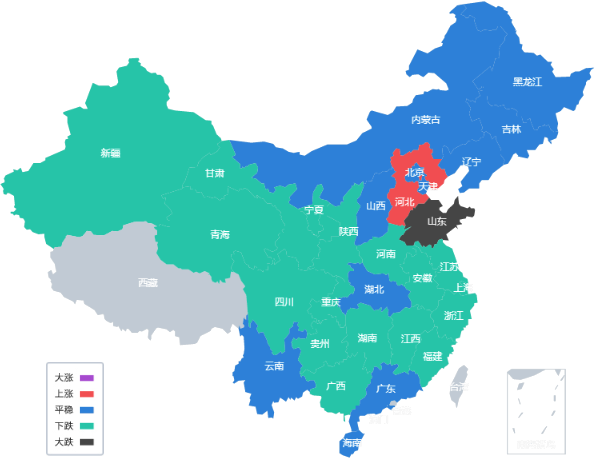 黑龙江
内蒙古
吉林
新疆
辽宁
甘肃
北京
天津
河北
山西
宁夏
山东
青海
陕西
河南
西藏
江苏
安徽
上海
湖北
四川
重庆
浙江
湖南
江西
贵州
福建
云南
广西
广东
台湾
海南
大涨
上涨
平稳
下跌
大跌